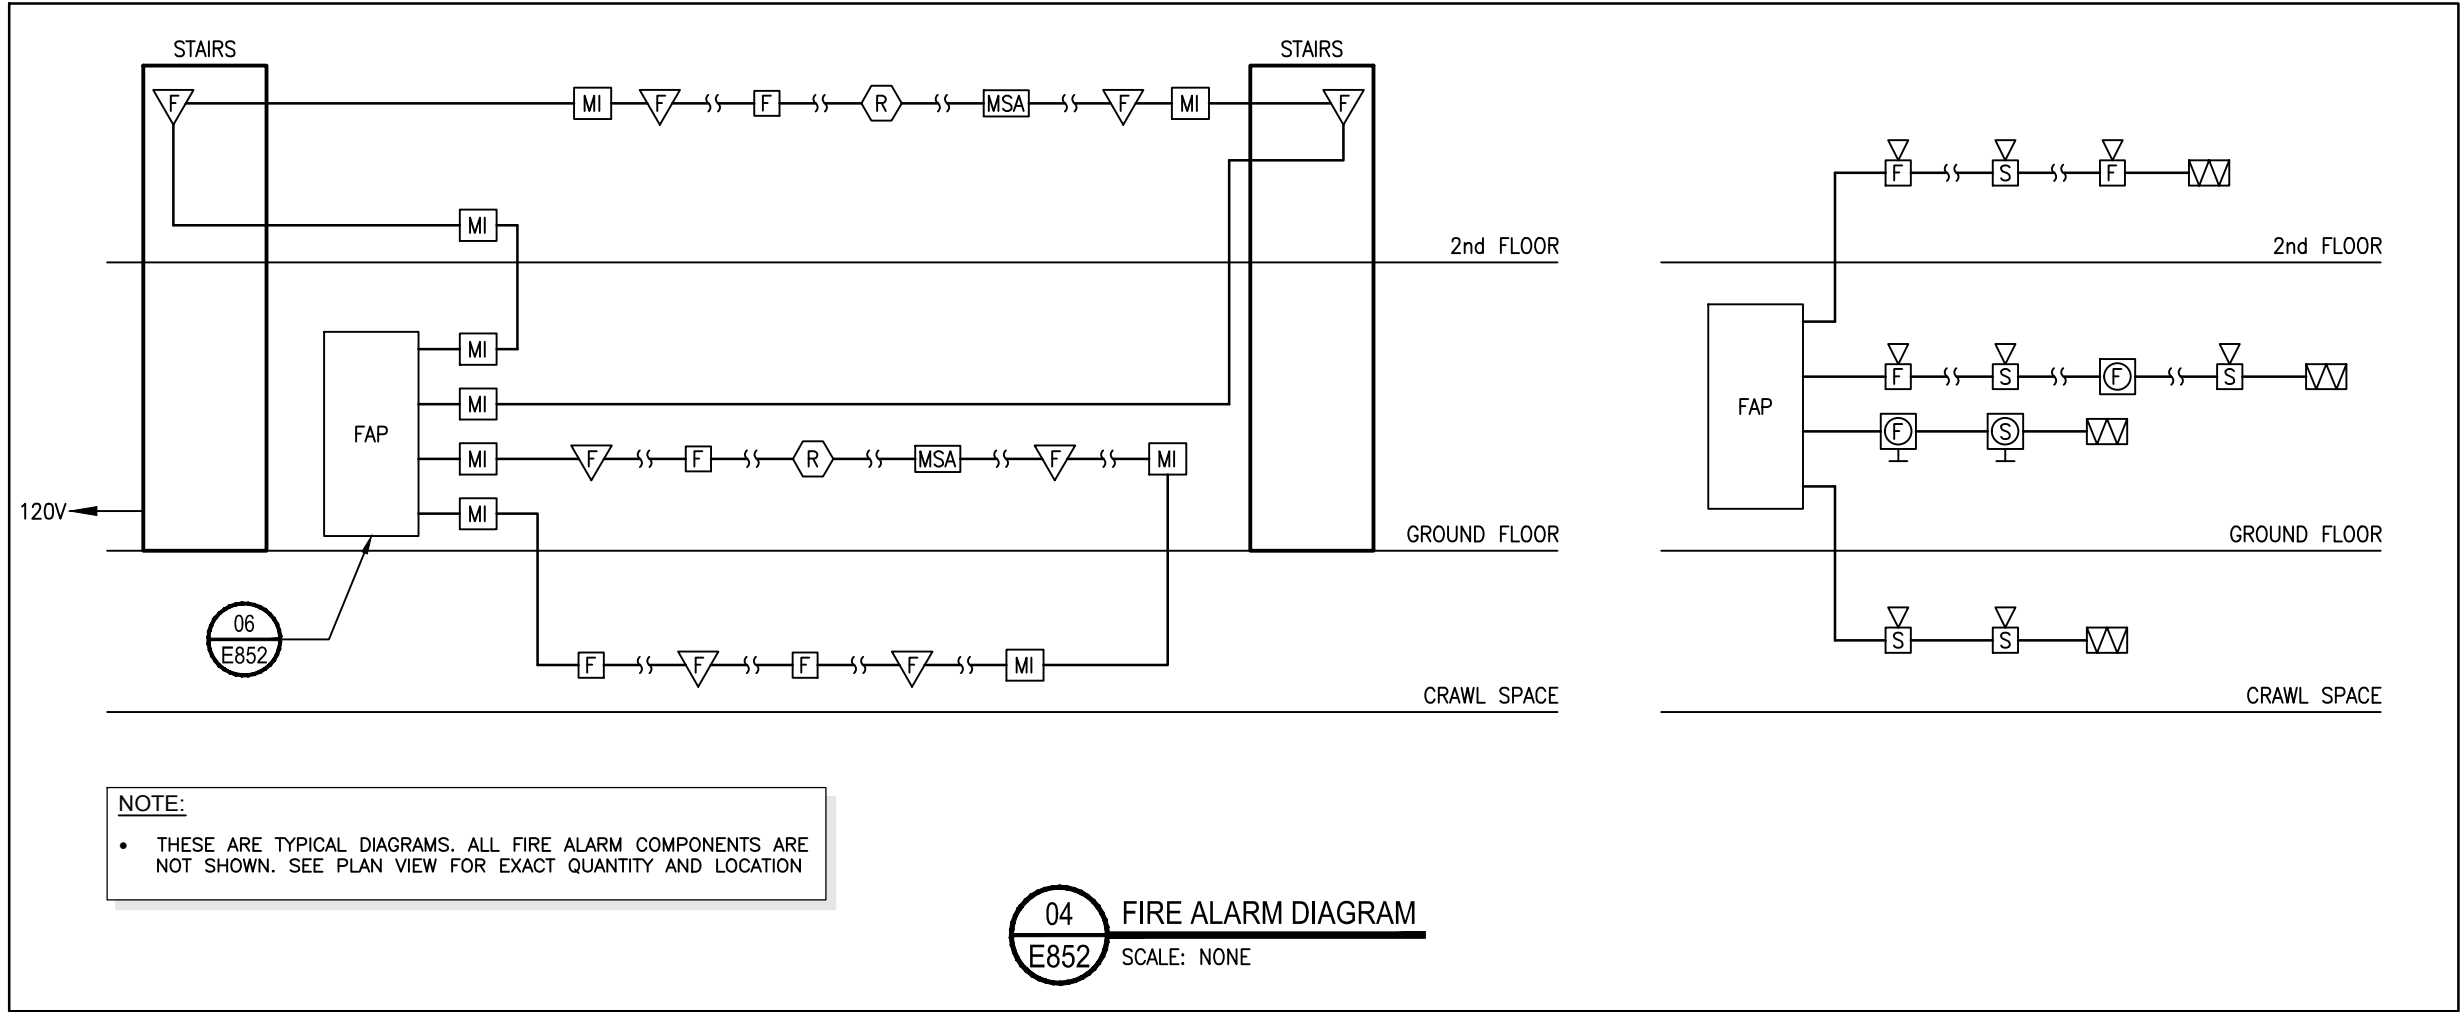 STAIRS STAIRS
F MI F F R MSA F MI F
F S F
MI
2nd FLOOR 2nd FLOOR
MI
F S F S
MI
FAP FAP
F S
MI F F R MSA F MI
120V MI
GROUND FLOOR GROUND FLOOR
06
E852
S S
F F F F MI
CRAWL SPACE CRAWL SPACE
NOTE:
• THESE ARE TYPICAL DIAGRAMS. ALL FIRE ALARM COMPONENTS ARE
NOT SHOWN. SEE PLAN VIEW FOR EXACT QUANTITY AND LOCATION
04 FIRE ALARM DIAGRAM
E852 SCALE: NONE